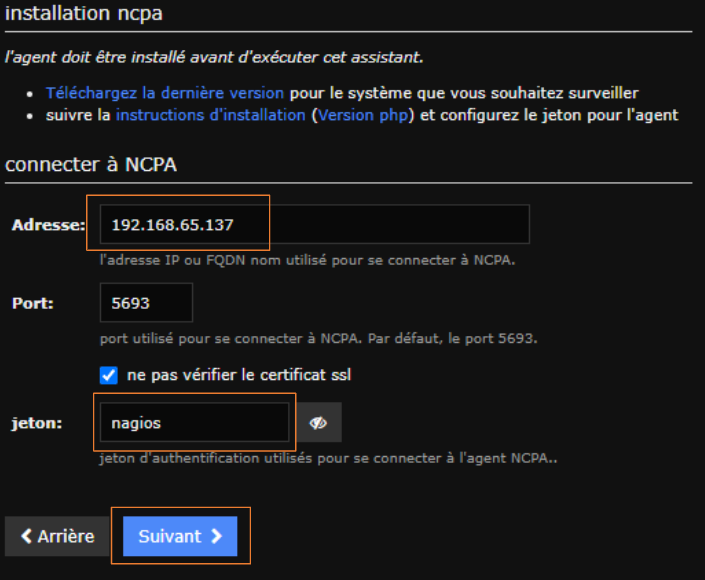 installation ncpa
l'agent doit être installé avant d'exécuter cet assistant.
• Téléchargez la dernière version pour le système que vous souhaitez surveiller
• suivre la instructions d'installation (Version php) et configurez le jeton pour l'agent
connecter à NCPA
Adresse: 192.168.65.137
l'adresse IP ou FQDN nom utilisé pour se connecter à NCPA.
Port: 5693
port utilisé pour se connecter à NCPA. Par défaut, le port 5693.
ne pas vérifier le certificat ssl
jeton: nagios
jeton d'authentification utilisés pour se connecter à l'agent NCPA..
Arrière Suivant